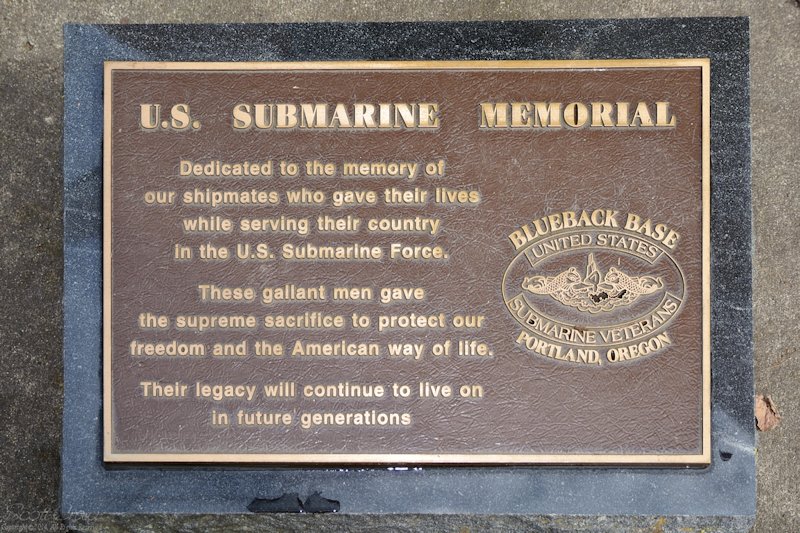 U.S. SUBMARINE MEMORIAL
Dedicated to the memory of
our shipmates who gave their lives
while serving their country
in the U.S. Submarine Force.
These gallant men gave
the supreme sacrifice to protect our
freedom and the American way of life.
Their legacy will continue to live on
in future generations
BLUEBACK BASE
UNITED STATES
SUBMARINE VETERANS
PORTLAND, OREGON